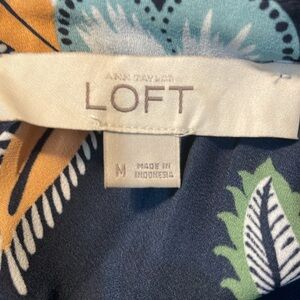 ANN TAYLOR
LOFT
M
MADE IN
INDONESIA